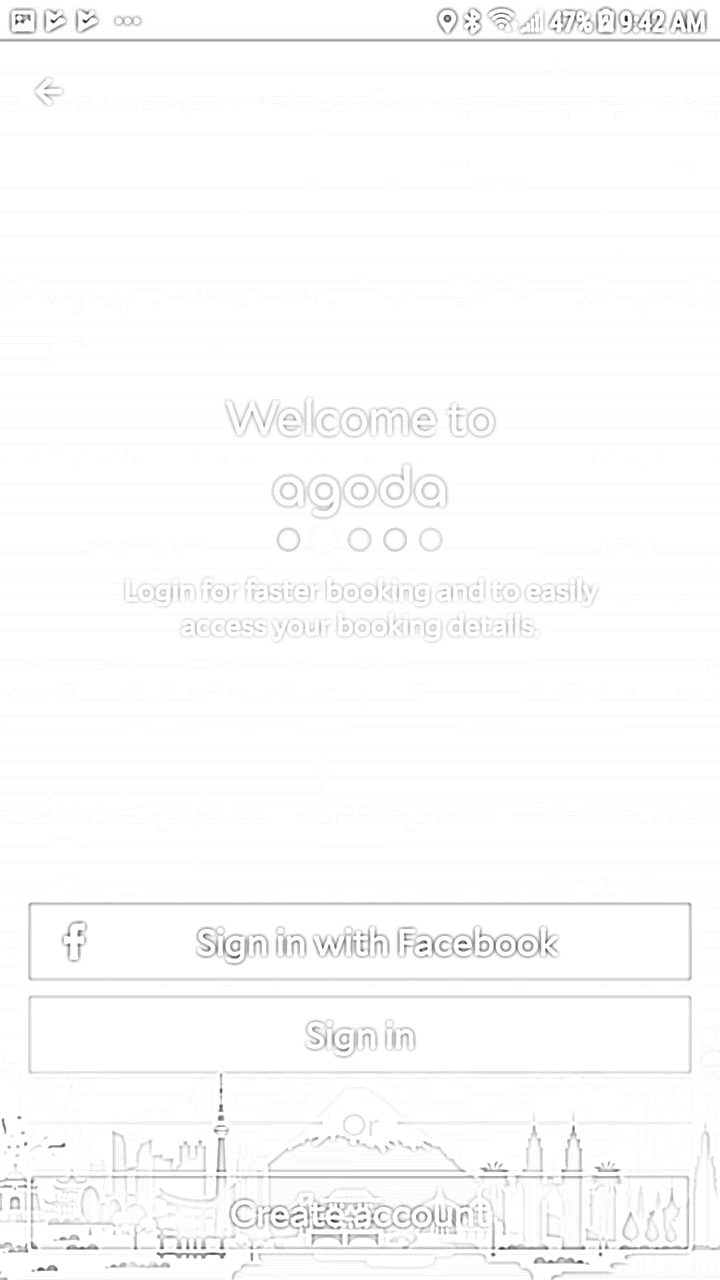 47% 9:42 AM
Welcome to
agoda
Login for faster booking and to easily
access your booking details.
Sign in with Facebook
Sign in
Or
Create account